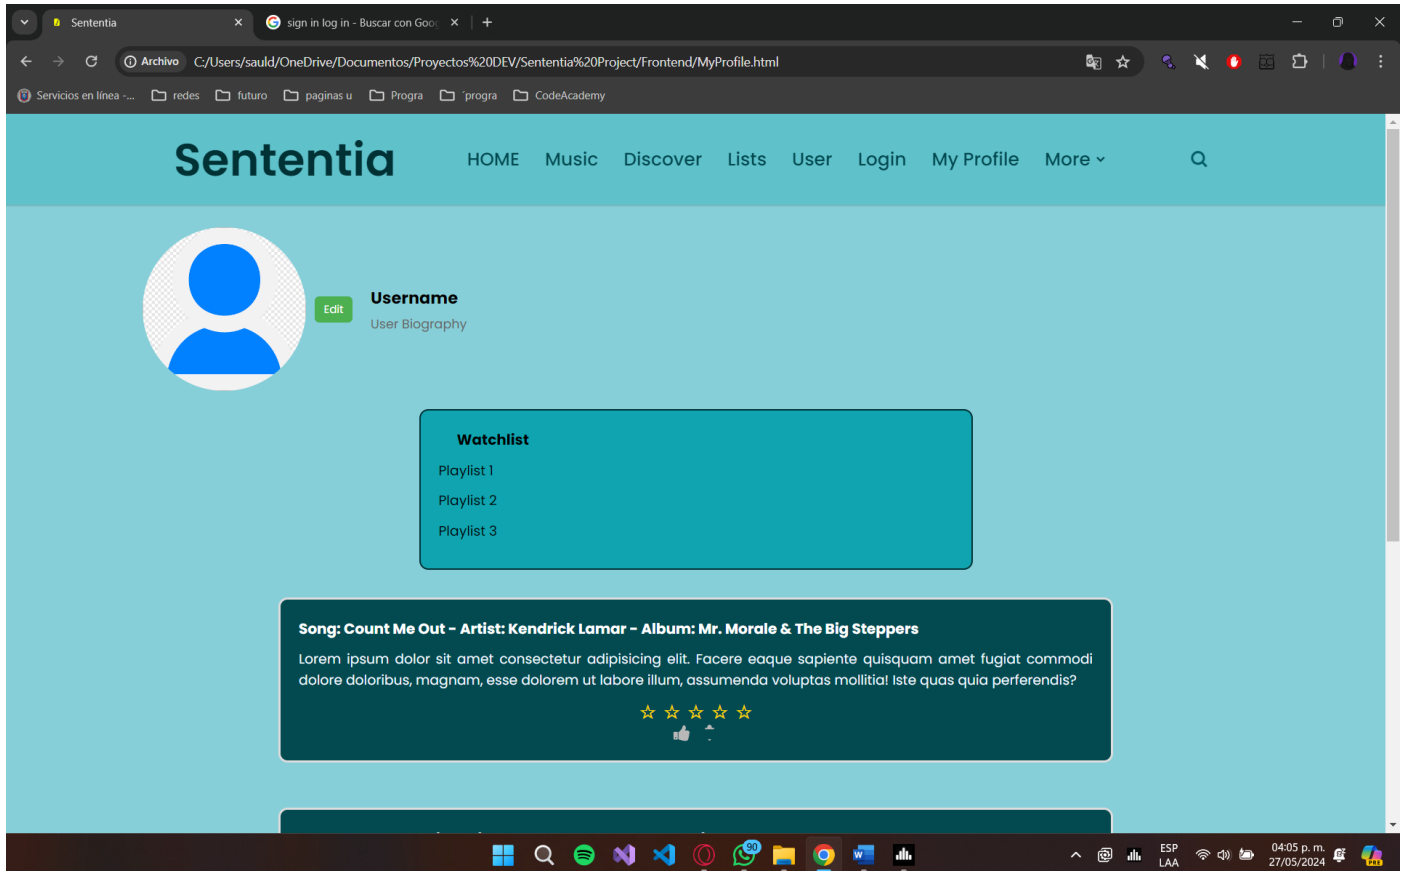 Sententia
sign in log in - Buscar con Goo
Archivo C:/Users/sauld/OneDrive/Documentos/Proyectos%20DEV/Sententia%20Project/Frontend/MyProfile.html
Servicios en línea -... redes futuro paginas u Progra ´progra CodeAcademy
Sententia HOME Music Discover Lists User Login My Profile More
Edit
Username
User Biography
Watchlist
Playlist 1
Playlist 2
Playlist 3
Song: Count Me Out - Artist: Kendrick Lamar - Album: Mr. Morale & The Big Steppers
Lorem ipsum dolor sit amet consectetur adipisicing elit. Facere eaque sapiente quisquam amet fugiat commodi
dolore doloribus, magnam, esse dolorem ut labore illum, assumenda voluptas mollitia! Iste quas quia perferendis?
90
ESP
LAA
04:05 p. m.
27/05/2024
PRE